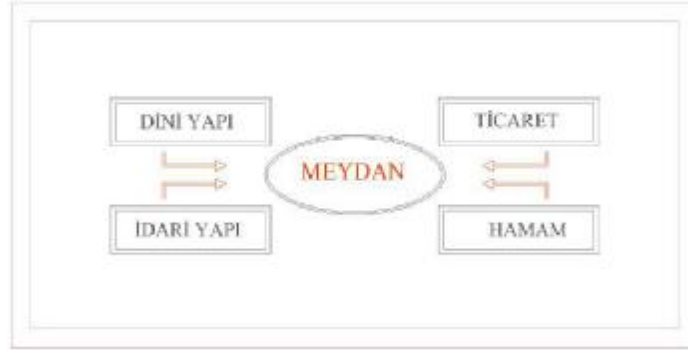 DİNİ YAPI
TİCARET
MEYDAN
İDARİ YAPI
HAMAM